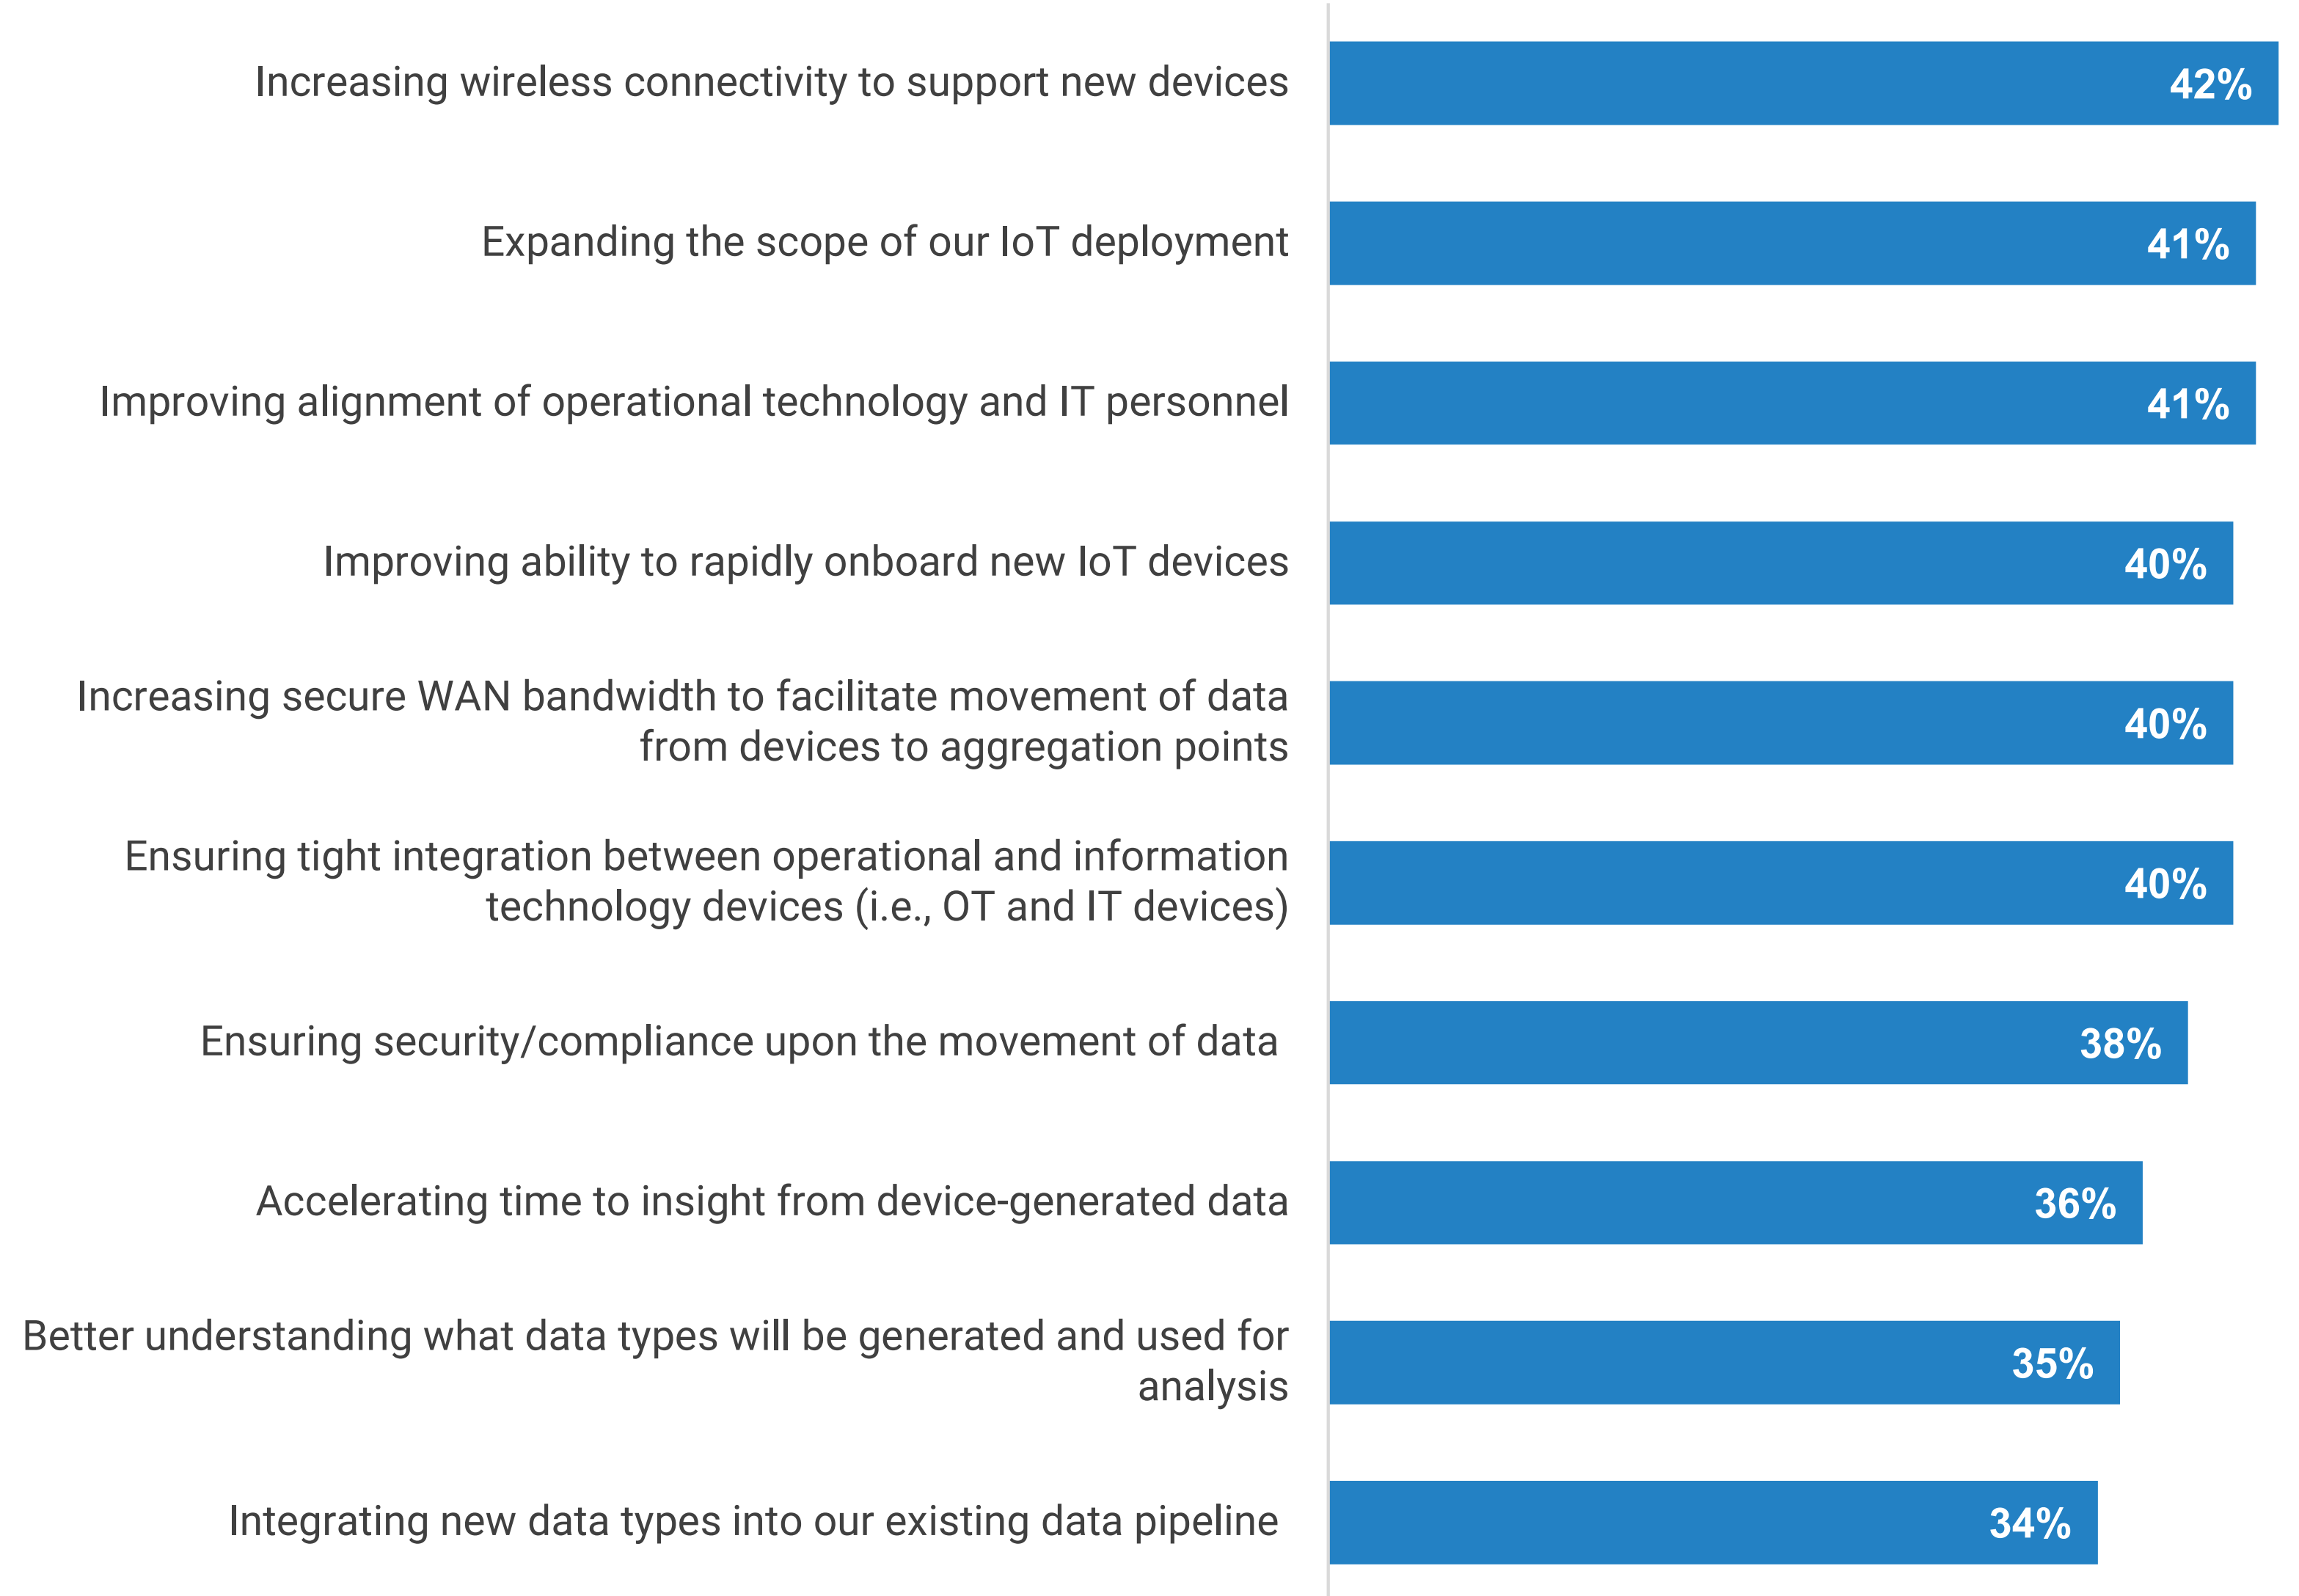 Increasing wireless connectivity to support new devices 42%
Expanding the scope of our IoT deployment 41%
Improving alignment of operational technology and IT personnel 41%
Improving ability to rapidly onboard new IoT devices 40%
Increasing secure WAN bandwidth to facilitate movement of data
from devices to aggregation points 40%
Ensuring tight integration between operational and information
technology devices (i.e., OT and IT devices) 40%
Ensuring security/compliance upon the movement of data 38%
Accelerating time to insight from device-generated data 36%
Better understanding what data types will be generated and used for
analysis 35%
Integrating new data types into our existing data pipeline 34%